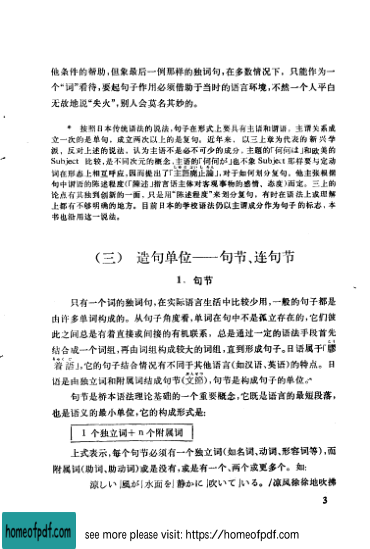 他条件的帮助,但象最后一例那样的独词句,在多数情况下,只能作为一
个“词”看待,要起句子作用必须借助于当时的语言环境,不然一个人平白
无故地说“失火”,别人会莫名其妙的。
* 按照日本传统语法的说法,句子在形式上要具有主语和谓语。主谓关系成
立一次的是单句,成立两次以上的是复句。近年来,以三上章为代表的新兴学
派,反对上述的说法,认为主语不是必不可少的成分,主题的「何何は」和欧美的
Subject 比较,是不同次元的概念,主语的「何何が」也不象 Subject 那样要与定动
词在形态上相互呼应,因而提出了「主語廃止論」,对于如何划分复句,他主张根据
句中谓语的陈述程度(「陳述」指言语主体对客观事物的感情、态度)而定。三上的
论点有其独到创新的一面,只是用“陈述程度”来划分复句,有时在语法上或理解
上都有不够明确的地方。目前日本的学校语法仍以主谓成分作为句子的标志,本
书也沿用这一说法。
(三) 造句单位——句节、连句节
1. 句节
只有一个词的独词句,在实际语言生活中比较少用,一般的句子都是
由许多单词构成的。从句子角度看,单词在句中不是孤立存在的,它们彼
此之间总是有着直接或间接的有机联系,总是通过一定的语法手段首先
结合成一个词组,再由词组构成较大的词组,直到形成句子。日语属于「膠
着語」,它的句子结合情况有不同于其他语言(如汉语、英语)的特点。日
语是由独立词和附属词结成句节(文節),句节是构成句子的单位。
句节是桥本语法理论基础的一个重要概念,它既是语言的最短段落,
也是语义的最小单位,它的构成形式是:
1 个独立词+n 个附属词
上式表示,每个句节必须有一个独立词(如名词、动词、形容词等),而
附属词(助词、助动词)或是没有,或是有一个、两个或更多个。如:
涼しい|風が|水面を|静かに|吹いて|いる。/凉风徐徐地吹拂
3
homeofpdf.com
see more please visit: https://homeofpdf.com